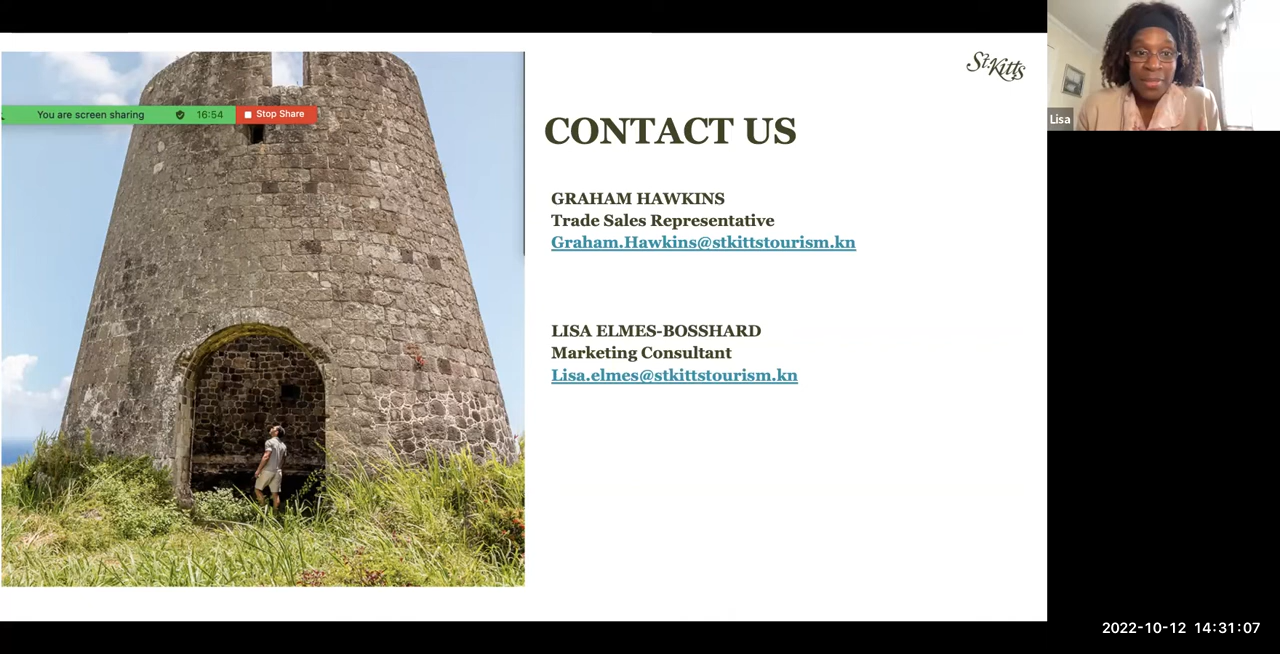 St. Kitts
You are screen sharing 16:54 Stop Share
Lisa
CONTACT US
GRAHAM HAWKINS
Trade Sales Representative
Graham.Hawkins@stkittstourism.kn
LISA ELMES-BOSSHARD
Marketing Consultant
Lisa.elmes@stkittstourism.kn
2022-10-12 14:31:07